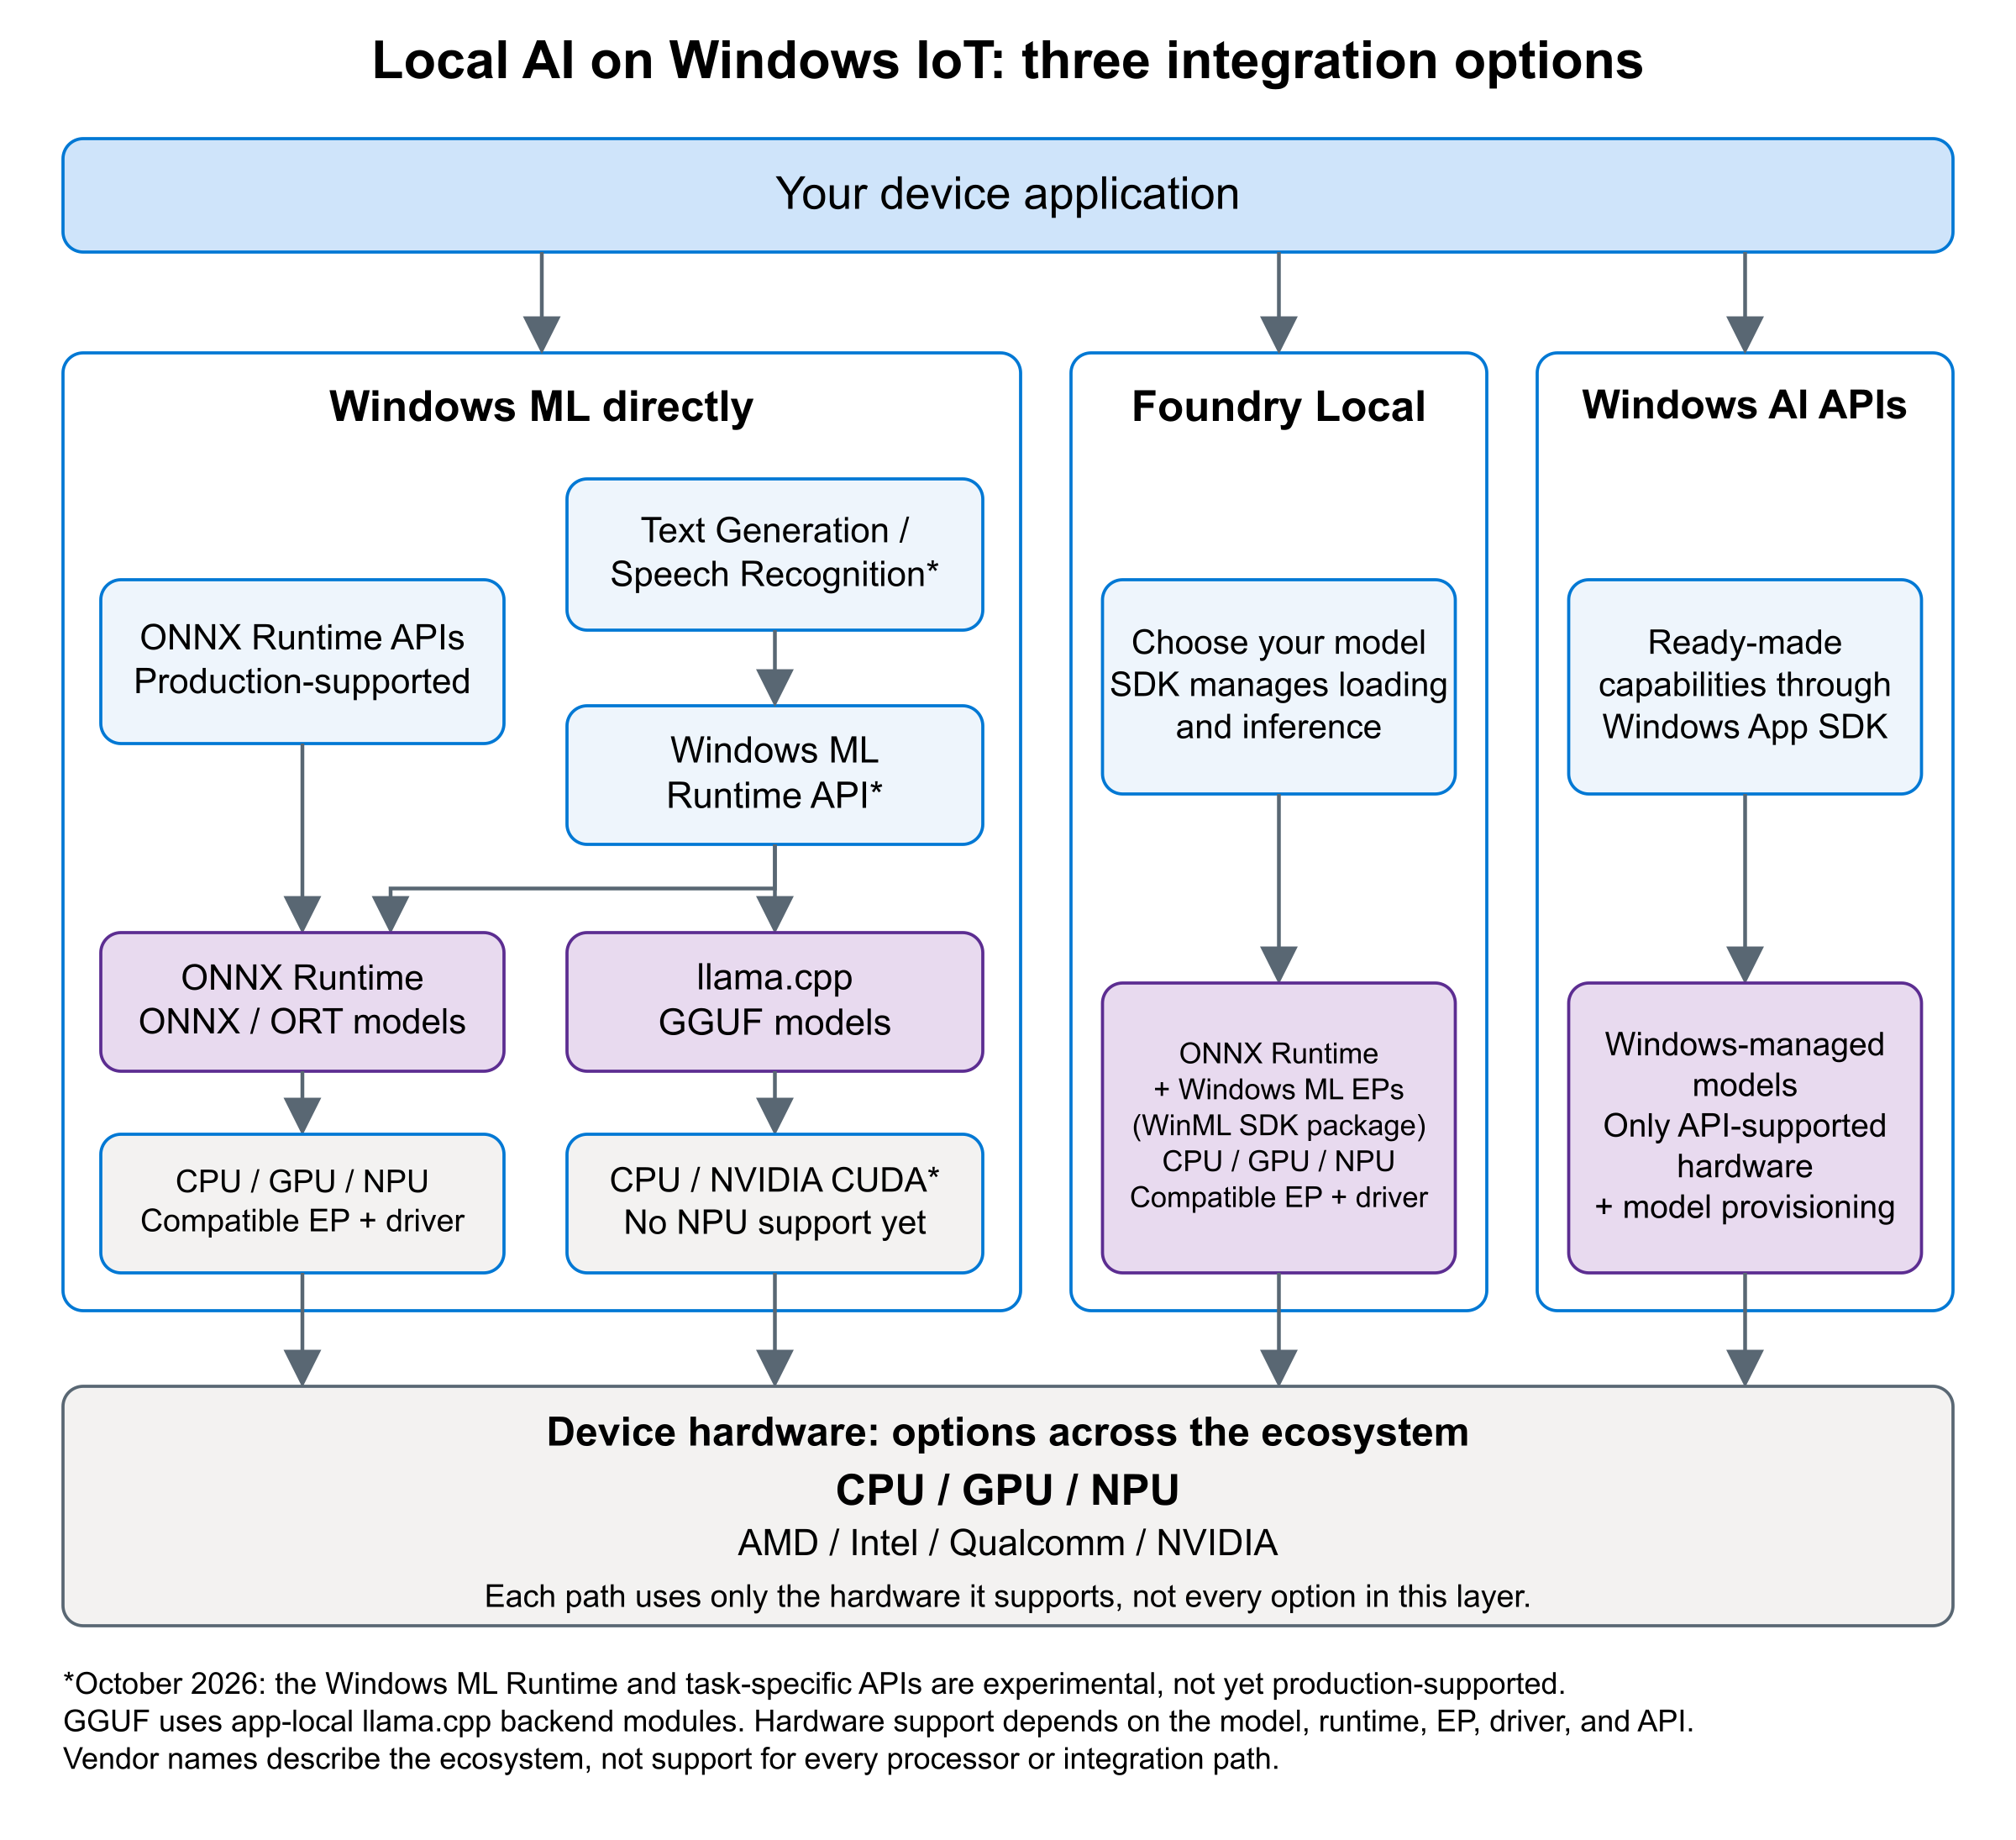 Local AI on Windows IoT: three integration options
Your device application
Windows ML directly
Text Generation /
Speech Recognition*
ONNX Runtime APIs
Production-supported
Windows ML
Runtime API*
ONNX Runtime
ONNX / ORT models
llama.cpp
GGUF models
CPU / GPU / NPU
Compatible EP + driver
CPU / NVIDIA CUDA*
No NPU support yet
Foundry Local
Choose your model
SDK manages loading
and inference
ONNX Runtime
+ Windows ML EPs
(WinML SDK package)
CPU / GPU / NPU
Compatible EP + driver
Windows AI APIs
Ready-made
capabilities through
Windows App SDK
Windows-managed
models
Only API-supported
hardware
+ model provisioning
Device hardware: options across the ecosystem
CPU / GPU / NPU
AMD / Intel / Qualcomm / NVIDIA
Each path uses only the hardware it supports, not every option in this layer.
*October 2026: the Windows ML Runtime and task-specific APIs are experimental, not yet production-supported.
GGUF uses app-local llama.cpp backend modules. Hardware support depends on the model, runtime, EP, driver, and API.
Vendor names describe the ecosystem, not support for every processor or integration path.